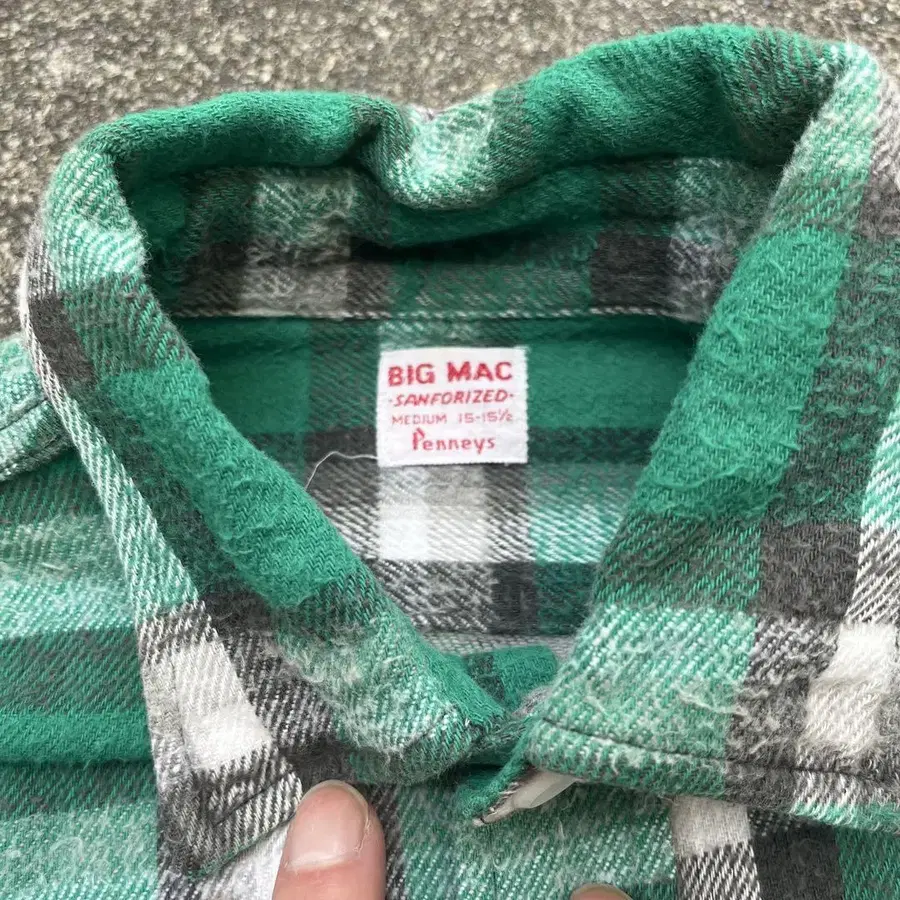 BIG MAC
·SANFORIZED·
MEDIUM 15-15½
Penneys